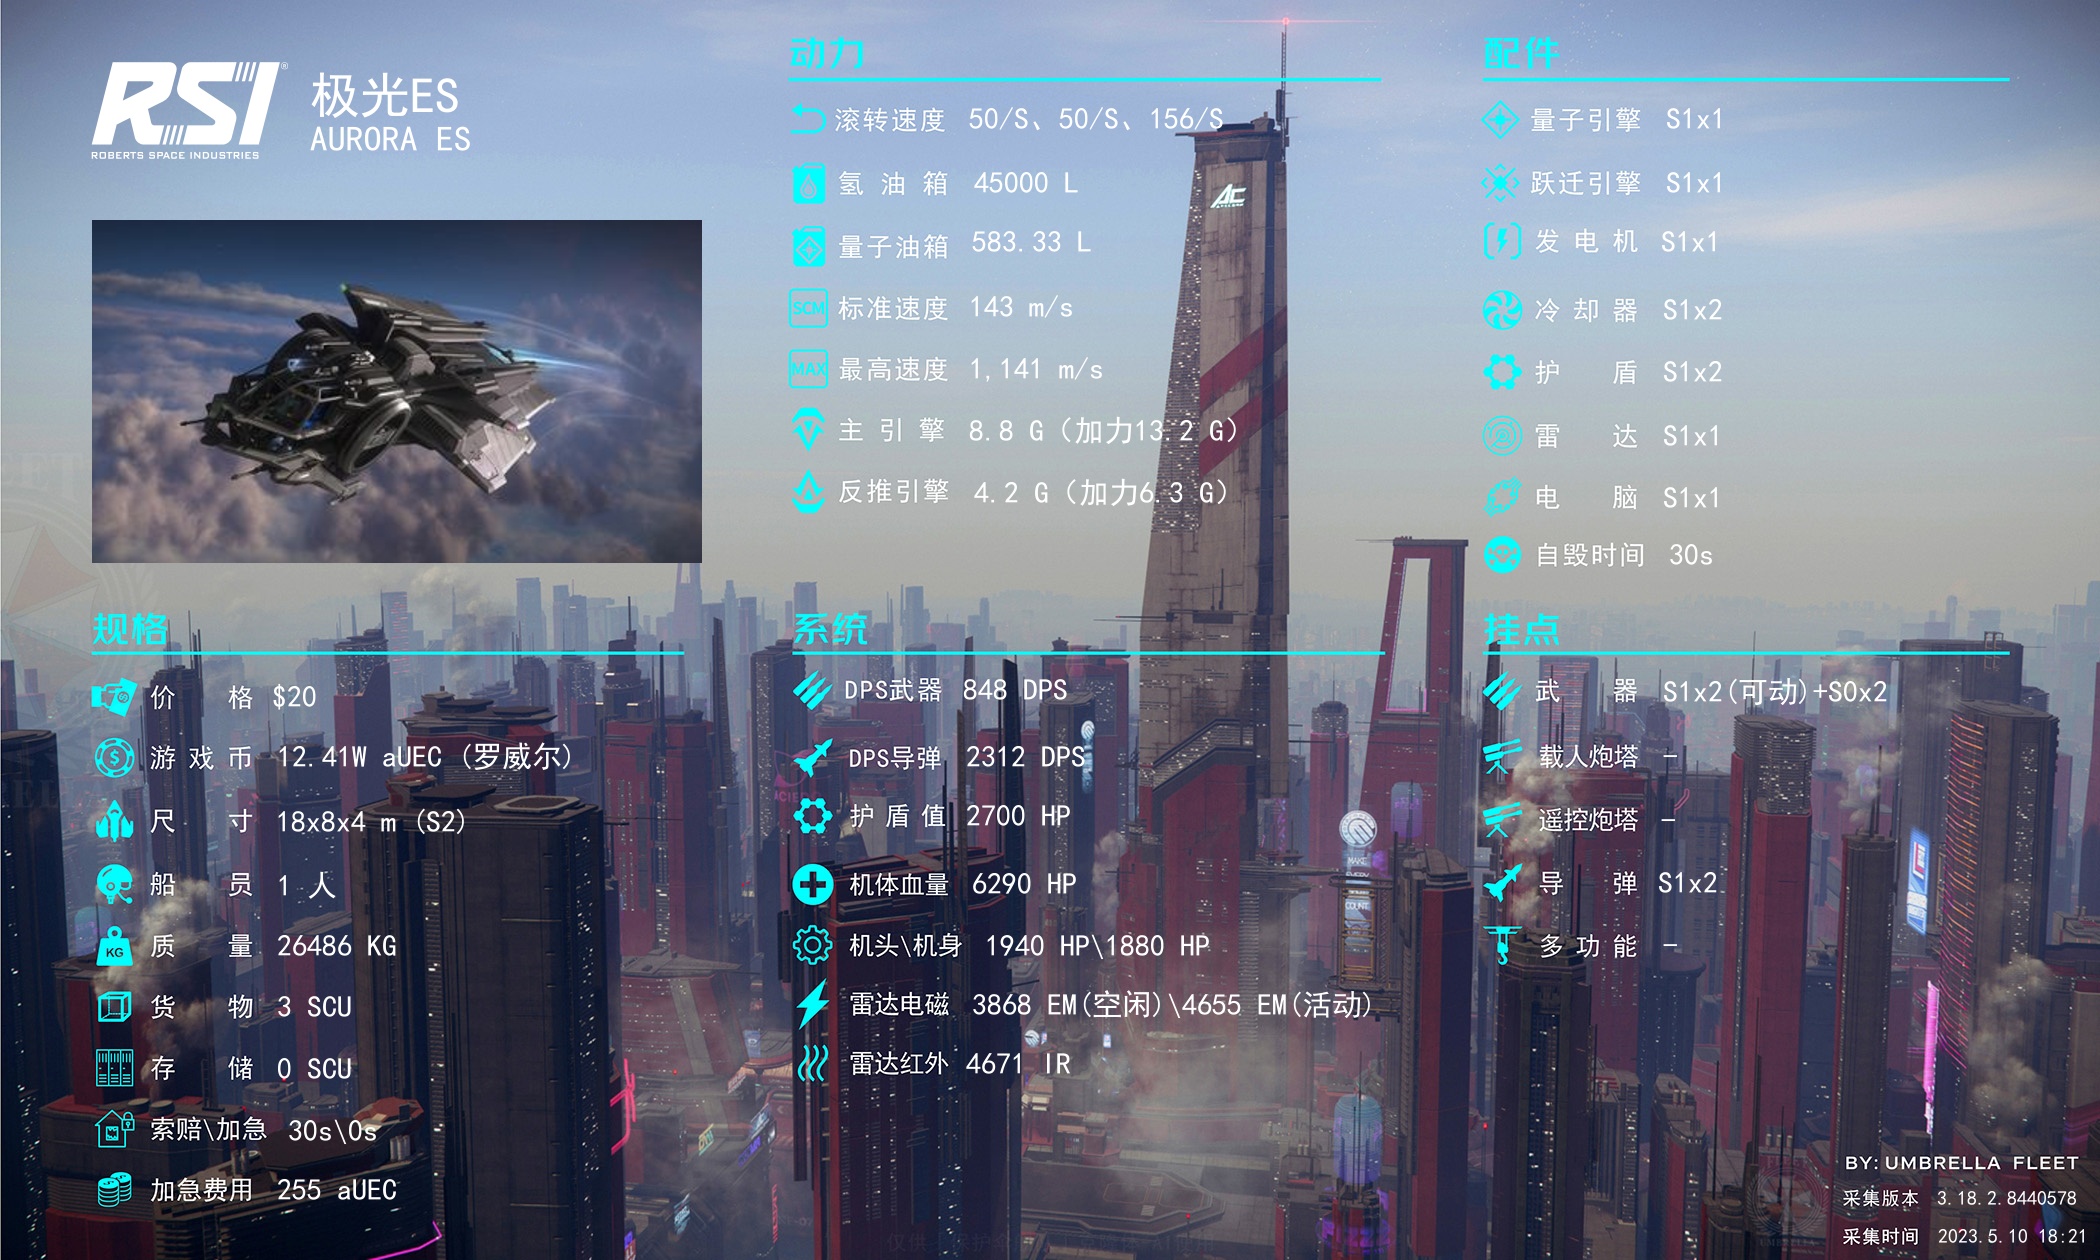 RSI
®
ROBERTS SPACE INDUSTRIES
极光ES
AURORA ES
动力
滚转速度 50/S、50/S、156/S
氢油箱 45000 L
量子油箱 583.33 L
SCM 标准速度 143 m/s
MAX 最高速度 1,141 m/s
主引擎 8.8 G（加力13.2 G）
反推引擎 4.2 G（加力6.3 G）
配件
量子引擎 S1x1
跃迁引擎 S1x1
发电机 S1x1
冷却器 S1x2
护盾 S1x2
雷达 S1x1
电脑 S1x1
自毁时间 30s
规格
价格 $20
游戏币 12.41W aUEC (罗威尔)
尺寸 18x8x4 m (S2)
船员 1 人
KG 质量 26486 KG
货物 3 SCU
存储 0 SCU
索赔\加急 30s\0s
加急费用 255 aUEC
系统
DPS武器 848 DPS
DPS导弹 2312 DPS
护盾值 2700 HP
机体血量 6290 HP
机头\机身 1940 HP\1880 HP
雷达电磁 3868 EM(空闲)\4655 EM(活动)
雷达红外 4671 IR
挂点
武器 S1x2(可动)+S0x2
载人炮塔 -
遥控炮塔 -
导弹 S1x2
多功能 -
AC
MAKE
EVERY
COUNT
BY: UMBRELLA FLEET
采集版本 3.18.2.8440578
采集时间 2023.5.10 18:21